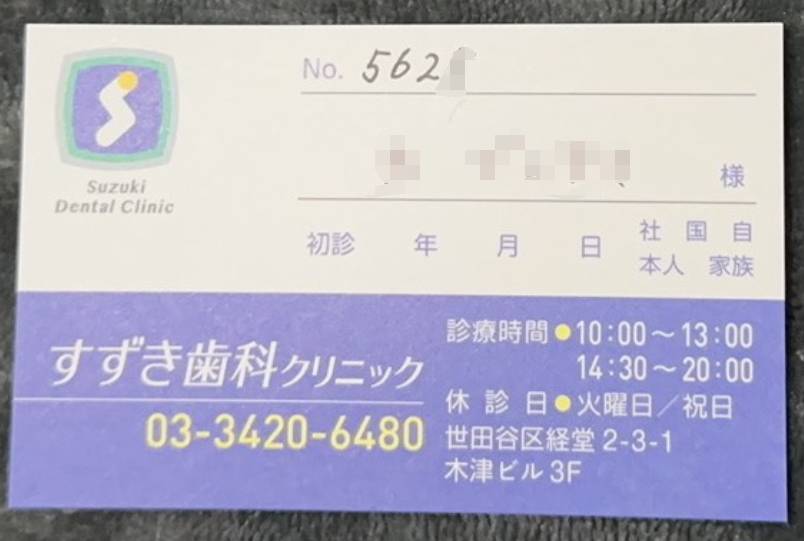 Suzuki
Dental Clinic
No. 562
様
初診 年 月 日
社 国 自
本人 家族
すずき歯科クリニック
03-3420-6480
診療時間●10:00～13:00
14:30～20:00
休診日●火曜日／祝日
世田谷区経堂2-3-1
木津ビル3F